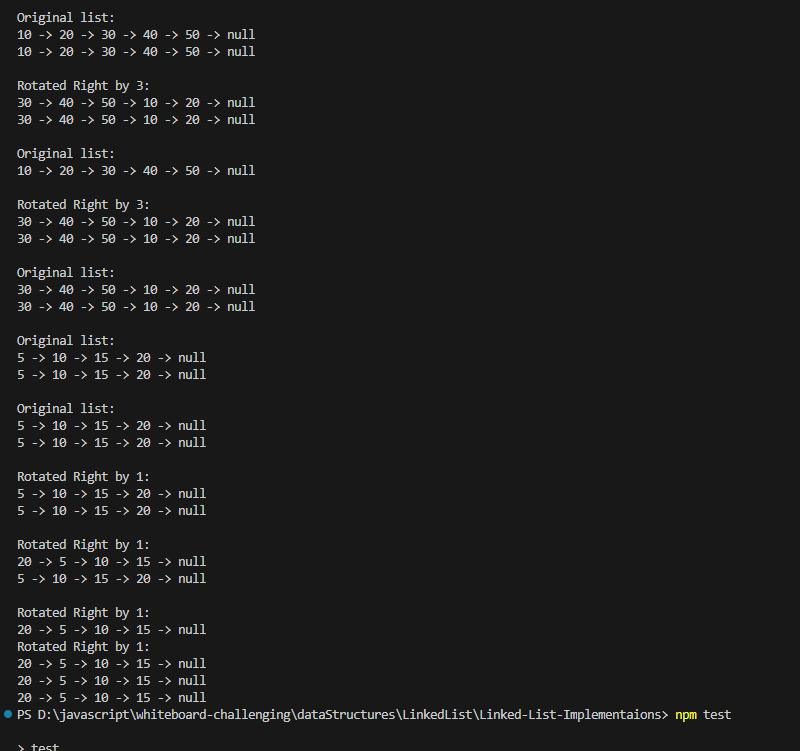 Original list:
10 -> 20 -> 30 -> 40 -> 50 -> null
10 -> 20 -> 30 -> 40 -> 50 -> null
Rotated Right by 3:
30 -> 40 -> 50 -> 10 -> 20 -> null
30 -> 40 -> 50 -> 10 -> 20 -> null
Original list:
10 -> 20 -> 30 -> 40 -> 50 -> null
Rotated Right by 3:
30 -> 40 -> 50 -> 10 -> 20 -> null
30 -> 40 -> 50 -> 10 -> 20 -> null
Original list:
30 -> 40 -> 50 -> 10 -> 20 -> null
30 -> 40 -> 50 -> 10 -> 20 -> null
Original list:
5 -> 10 -> 15 -> 20 -> null
5 -> 10 -> 15 -> 20 -> null
Original list:
5 -> 10 -> 15 -> 20 -> null
5 -> 10 -> 15 -> 20 -> null
Rotated Right by 1:
5 -> 10 -> 15 -> 20 -> null
5 -> 10 -> 15 -> 20 -> null
Rotated Right by 1:
20 -> 5 -> 10 -> 15 -> null
5 -> 10 -> 15 -> 20 -> null
Rotated Right by 1:
20 -> 5 -> 10 -> 15 -> null
Rotated Right by 1:
20 -> 5 -> 10 -> 15 -> null
20 -> 5 -> 10 -> 15 -> null
20 -> 5 -> 10 -> 15 -> null
PS D:\javascript\whiteboard-challenging\dataStructures\LinkedList\Linked-List-Implementaions> npm test
> test